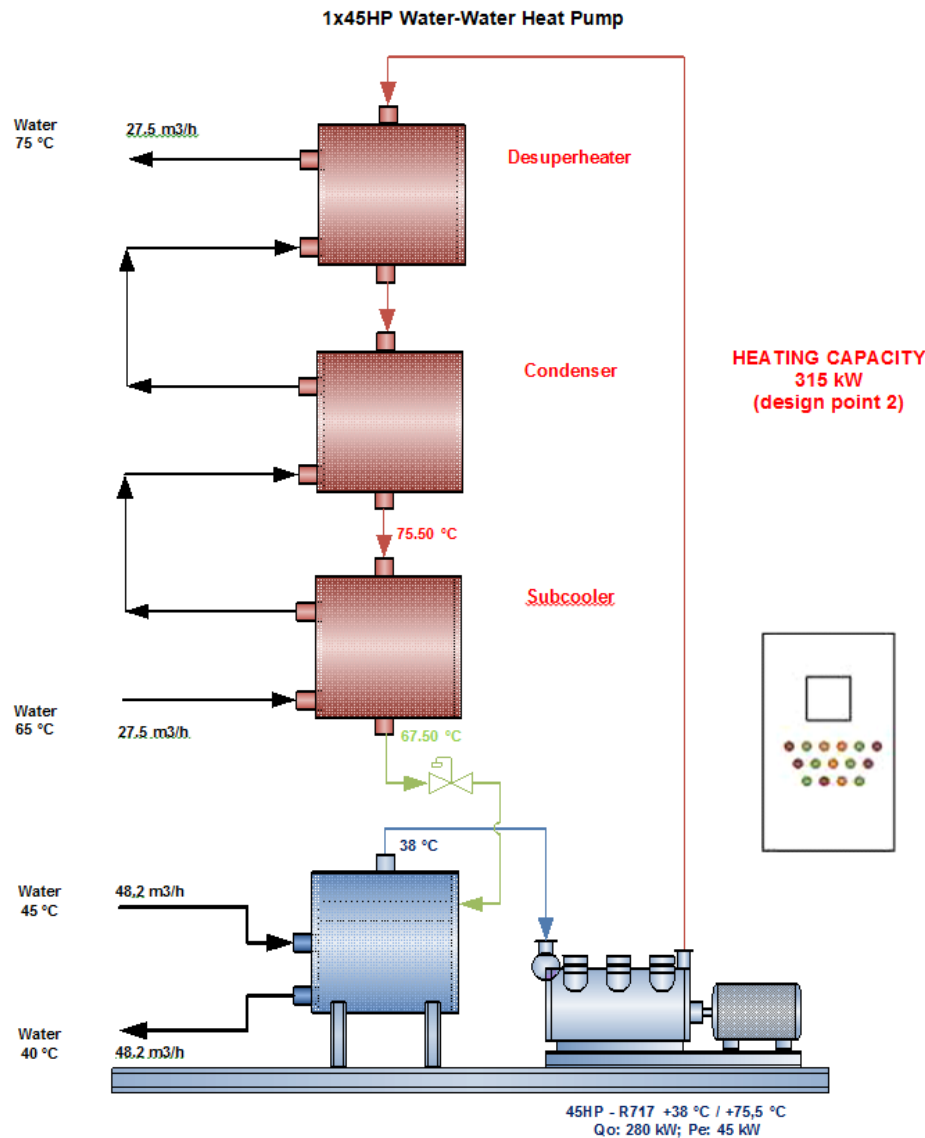 1x45HP Water-Water Heat Pump
Water
75 °C
27.5 m3/h
Desuperheater
Condenser
HEATING CAPACITY
315 kW
(design point 2)
75.50 °C
Subcooler
Water
65 °C
27.5 m3/h
67.50 °C
38 °C
Water
45 °C
48.2 m3/h
Water
40 °C
48.2 m3/h
45HP - R717 +38 °C / +75,5 °C
Qo: 280 kW; Pe: 45 kW